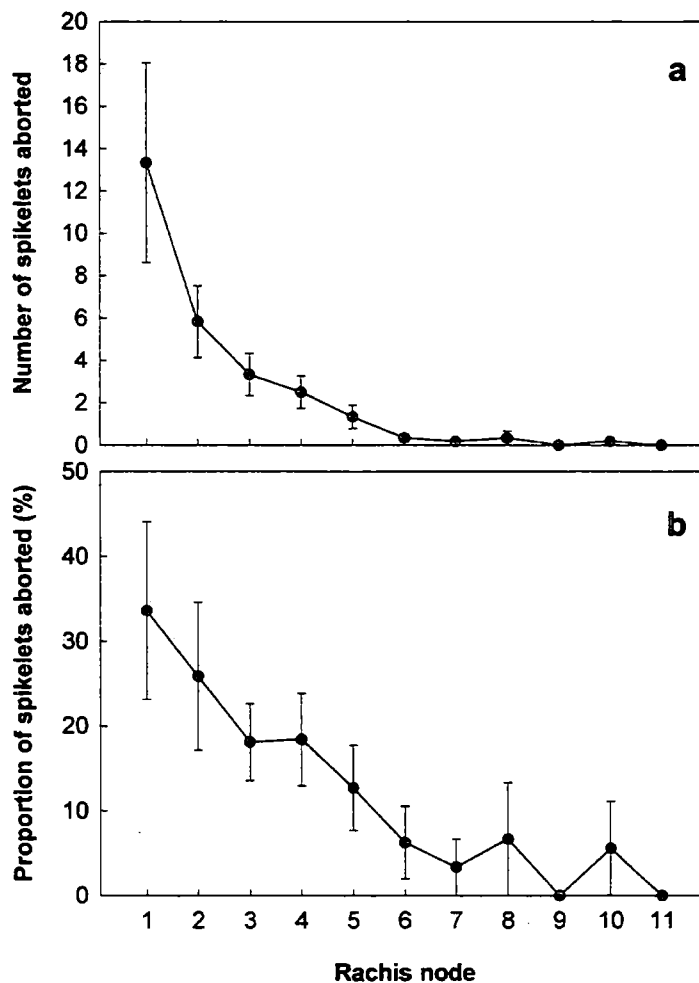 20
18
16
14
12
10
8
6
4
2
0
Number of spikelets aborted
a
50
40
30
20
10
0
Proportion of spikelets aborted (%)
b
1 2 3 4 5 6 7 8 9 10 11
Rachis node